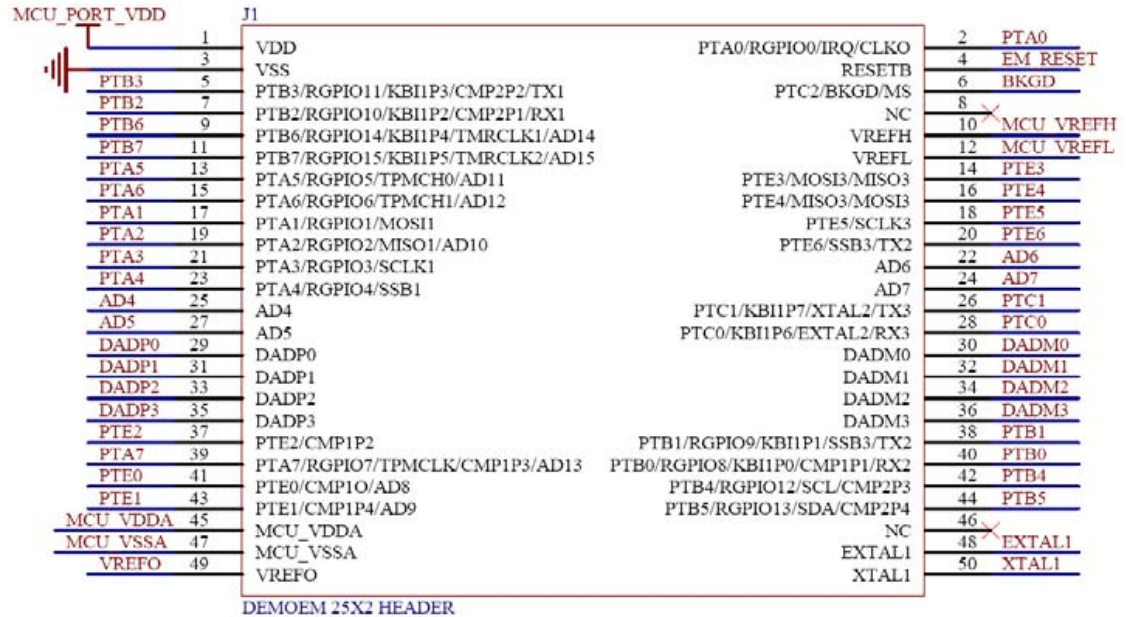 MCU_PORT_VDD
J1
1 VDD PTA0/RGPIO0/IRQ/CLKO 2 PTA0
3 VSS RESETB 4 EM_RESET
PTB3 5 PTB3/RGPIO11/KBI1P3/CMP2P2/TX1 PTC2/BKGD/MS 6 BKGD
PTB2 7 PTB2/RGPIO10/KBI1P2/CMP2P1/RX1 NC 8
PTB6 9 PTB6/RGPIO14/KBI1P4/TMRCLK1/AD14 VREFH 10 MCU_VREFH
PTB7 11 PTB7/RGPIO15/KBI1P5/TMRCLK2/AD15 VREFL 12 MCU_VREFL
PTA5 13 PTA5/RGPIO5/TPMCH0/AD11 PTE3/MOSI3/MISO3 14 PTE3
PTA6 15 PTA6/RGPIO6/TPMCH1/AD12 PTE4/MISO3/MOSI3 16 PTE4
PTA1 17 PTA1/RGPIO1/MOSI1 PTE5/SCLK3 18 PTE5
PTA2 19 PTA2/RGPIO2/MISO1/AD10 PTE6/SSB3/TX2 20 PTE6
PTA3 21 PTA3/RGPIO3/SCLK1 AD6 22 AD6
PTA4 23 PTA4/RGPIO4/SSB1 AD7 24 AD7
AD4 25 AD4 PTC1/KBI1P7/XTAL2/TX3 26 PTC1
AD5 27 AD5 PTC0/KBI1P6/EXTAL2/RX3 28 PTC0
DADP0 29 DADP0 DADM0 30 DADM0
DADP1 31 DADP1 DADM1 32 DADM1
DADP2 33 DADP2 DADM2 34 DADM2
DADP3 35 DADP3 DADM3 36 DADM3
PTE2 37 PTE2/CMP1P2 PTB1/RGPIO9/KBI1P1/SSB3/TX2 38 PTB1
PTA7 39 PTA7/RGPIO7/TPMCLK/CMP1P3/AD13 PTB0/RGPIO8/KBI1P0/CMP1P1/RX2 40 PTB0
PTE0 41 PTE0/CMP1O/AD8 PTB4/RGPIO12/SCL/CMP2P3 42 PTB4
PTE1 43 PTE1/CMP1P4/AD9 PTB5/RGPIO13/SDA/CMP2P4 44 PTB5
MCU_VDDA 45 MCU_VDDA NC 46
MCU_VSSA 47 MCU_VSSA EXTAL1 48 EXTAL1
VREFO 49 VREFO XTAL1 50 XTAL1
DEMOEM 25X2 HEADER